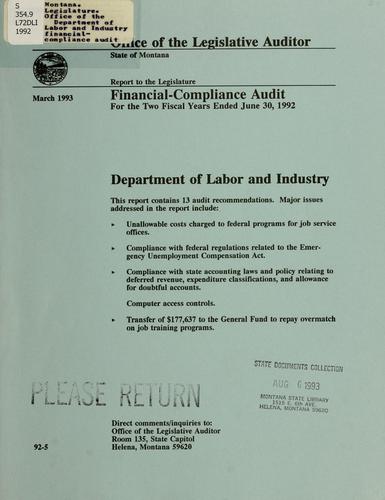 S
354.9
L72DLI
1992
Montana.
Legislature.
Office of the
Department of
Labor and Industry
financial-
compliance audit
Office of the Legislative Auditor
State of Montana
Report to the Legislature
March 1993
Financial-Compliance Audit
For the Two Fiscal Years Ended June 30, 1992
Department of Labor and Industry
This report contains 13 audit recommendations. Major issues
addressed in the report include:
► Unallowable costs charged to federal programs for job service
offices.
► Compliance with federal regulations related to the Emer-
gency Unemployment Compensation Act.
► Compliance with state accounting laws and policy relating to
deferred revenue, expenditure classifications, and allowance
for doubtful accounts.
Computer access controls.
► Transfer of $177,637 to the General Fund to repay overmatch
on job training programs.
STATE DOCUMENTS COLLECTION
AUG 6 1993
MONTANA STATE LIBRARY
1515 E. 6th AVE.
HELENA, MONTANA 59620
PLEASE RETURN
Direct comments/inquiries to:
Office of the Legislative Auditor
Room 135, State Capitol
Helena, Montana 59620
92-5